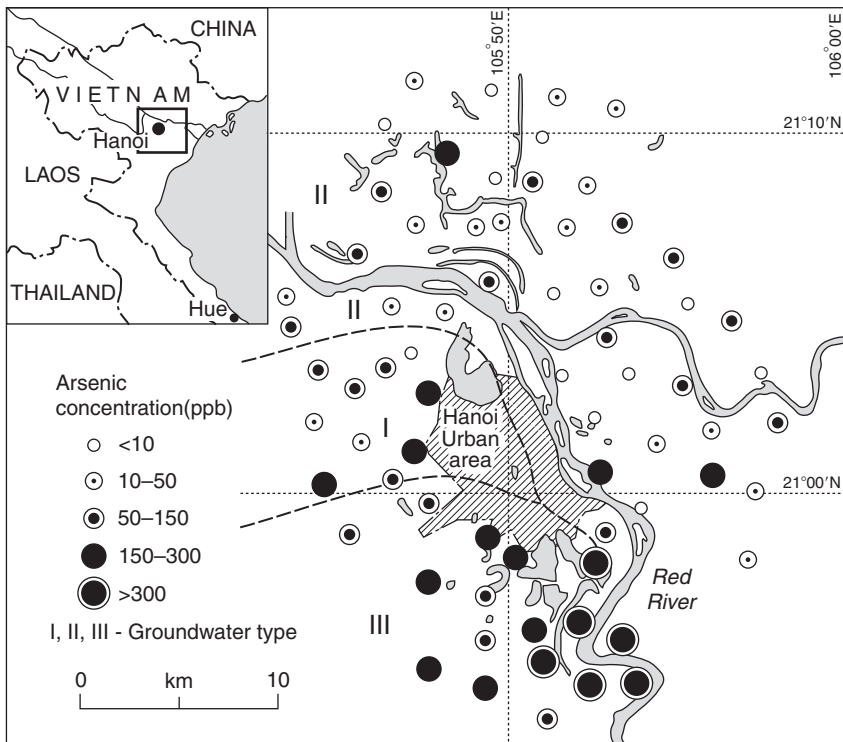 CHINA
VIETNAM
Hanoi
LAOS
THAILAND
Hue
105°50′E
106°00′E
21°10′N
II
II
Arsenic
concentration(ppb)
<10
10–50
50–150
150–300
>300
I, II, III - Groundwater type
0 km 10
I
Hanoi
Urban
area
21°00′N
III
Red
River